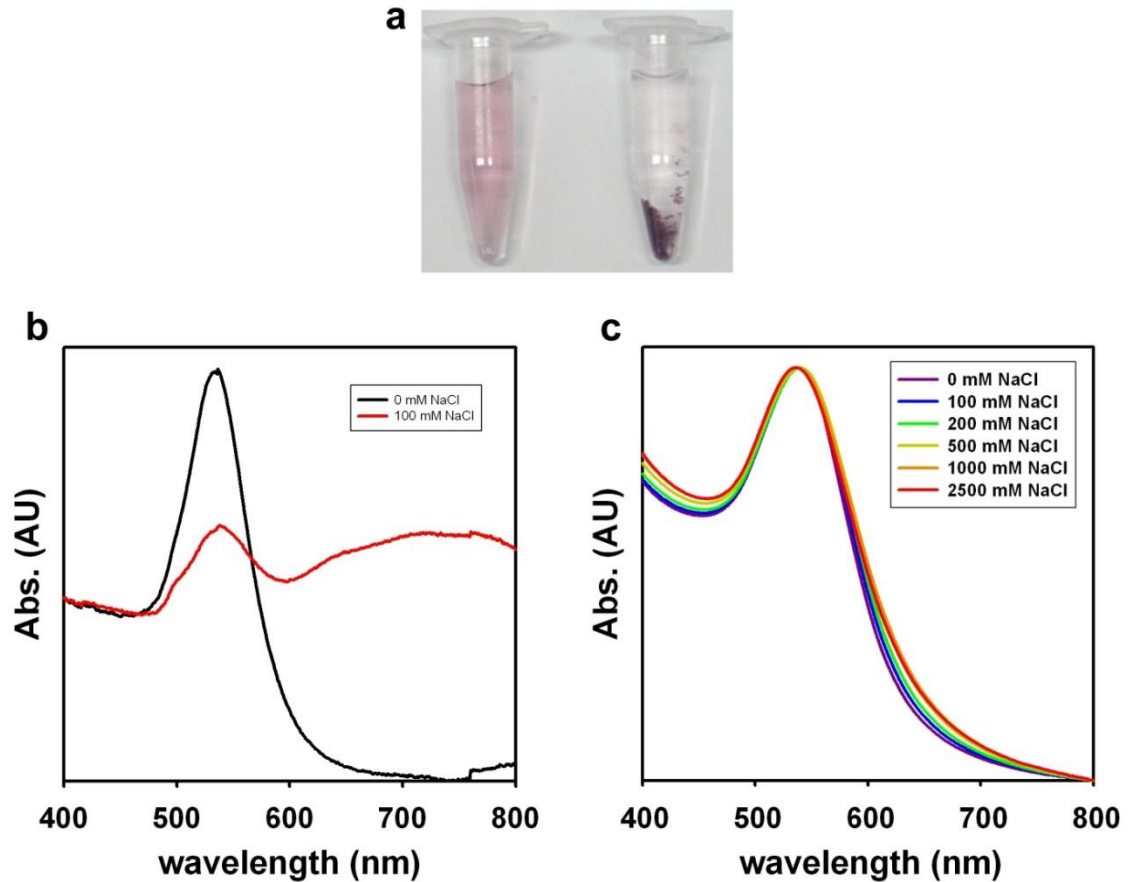 a
b
0 mM NaCl
100 mM NaCl
Abs. (AU)
400 500 600 700 800
wavelength (nm)
c
0 mM NaCl
100 mM NaCl
200 mM NaCl
500 mM NaCl
1000 mM NaCl
2500 mM NaCl
Abs. (AU)
400 500 600 700 800
wavelength (nm)